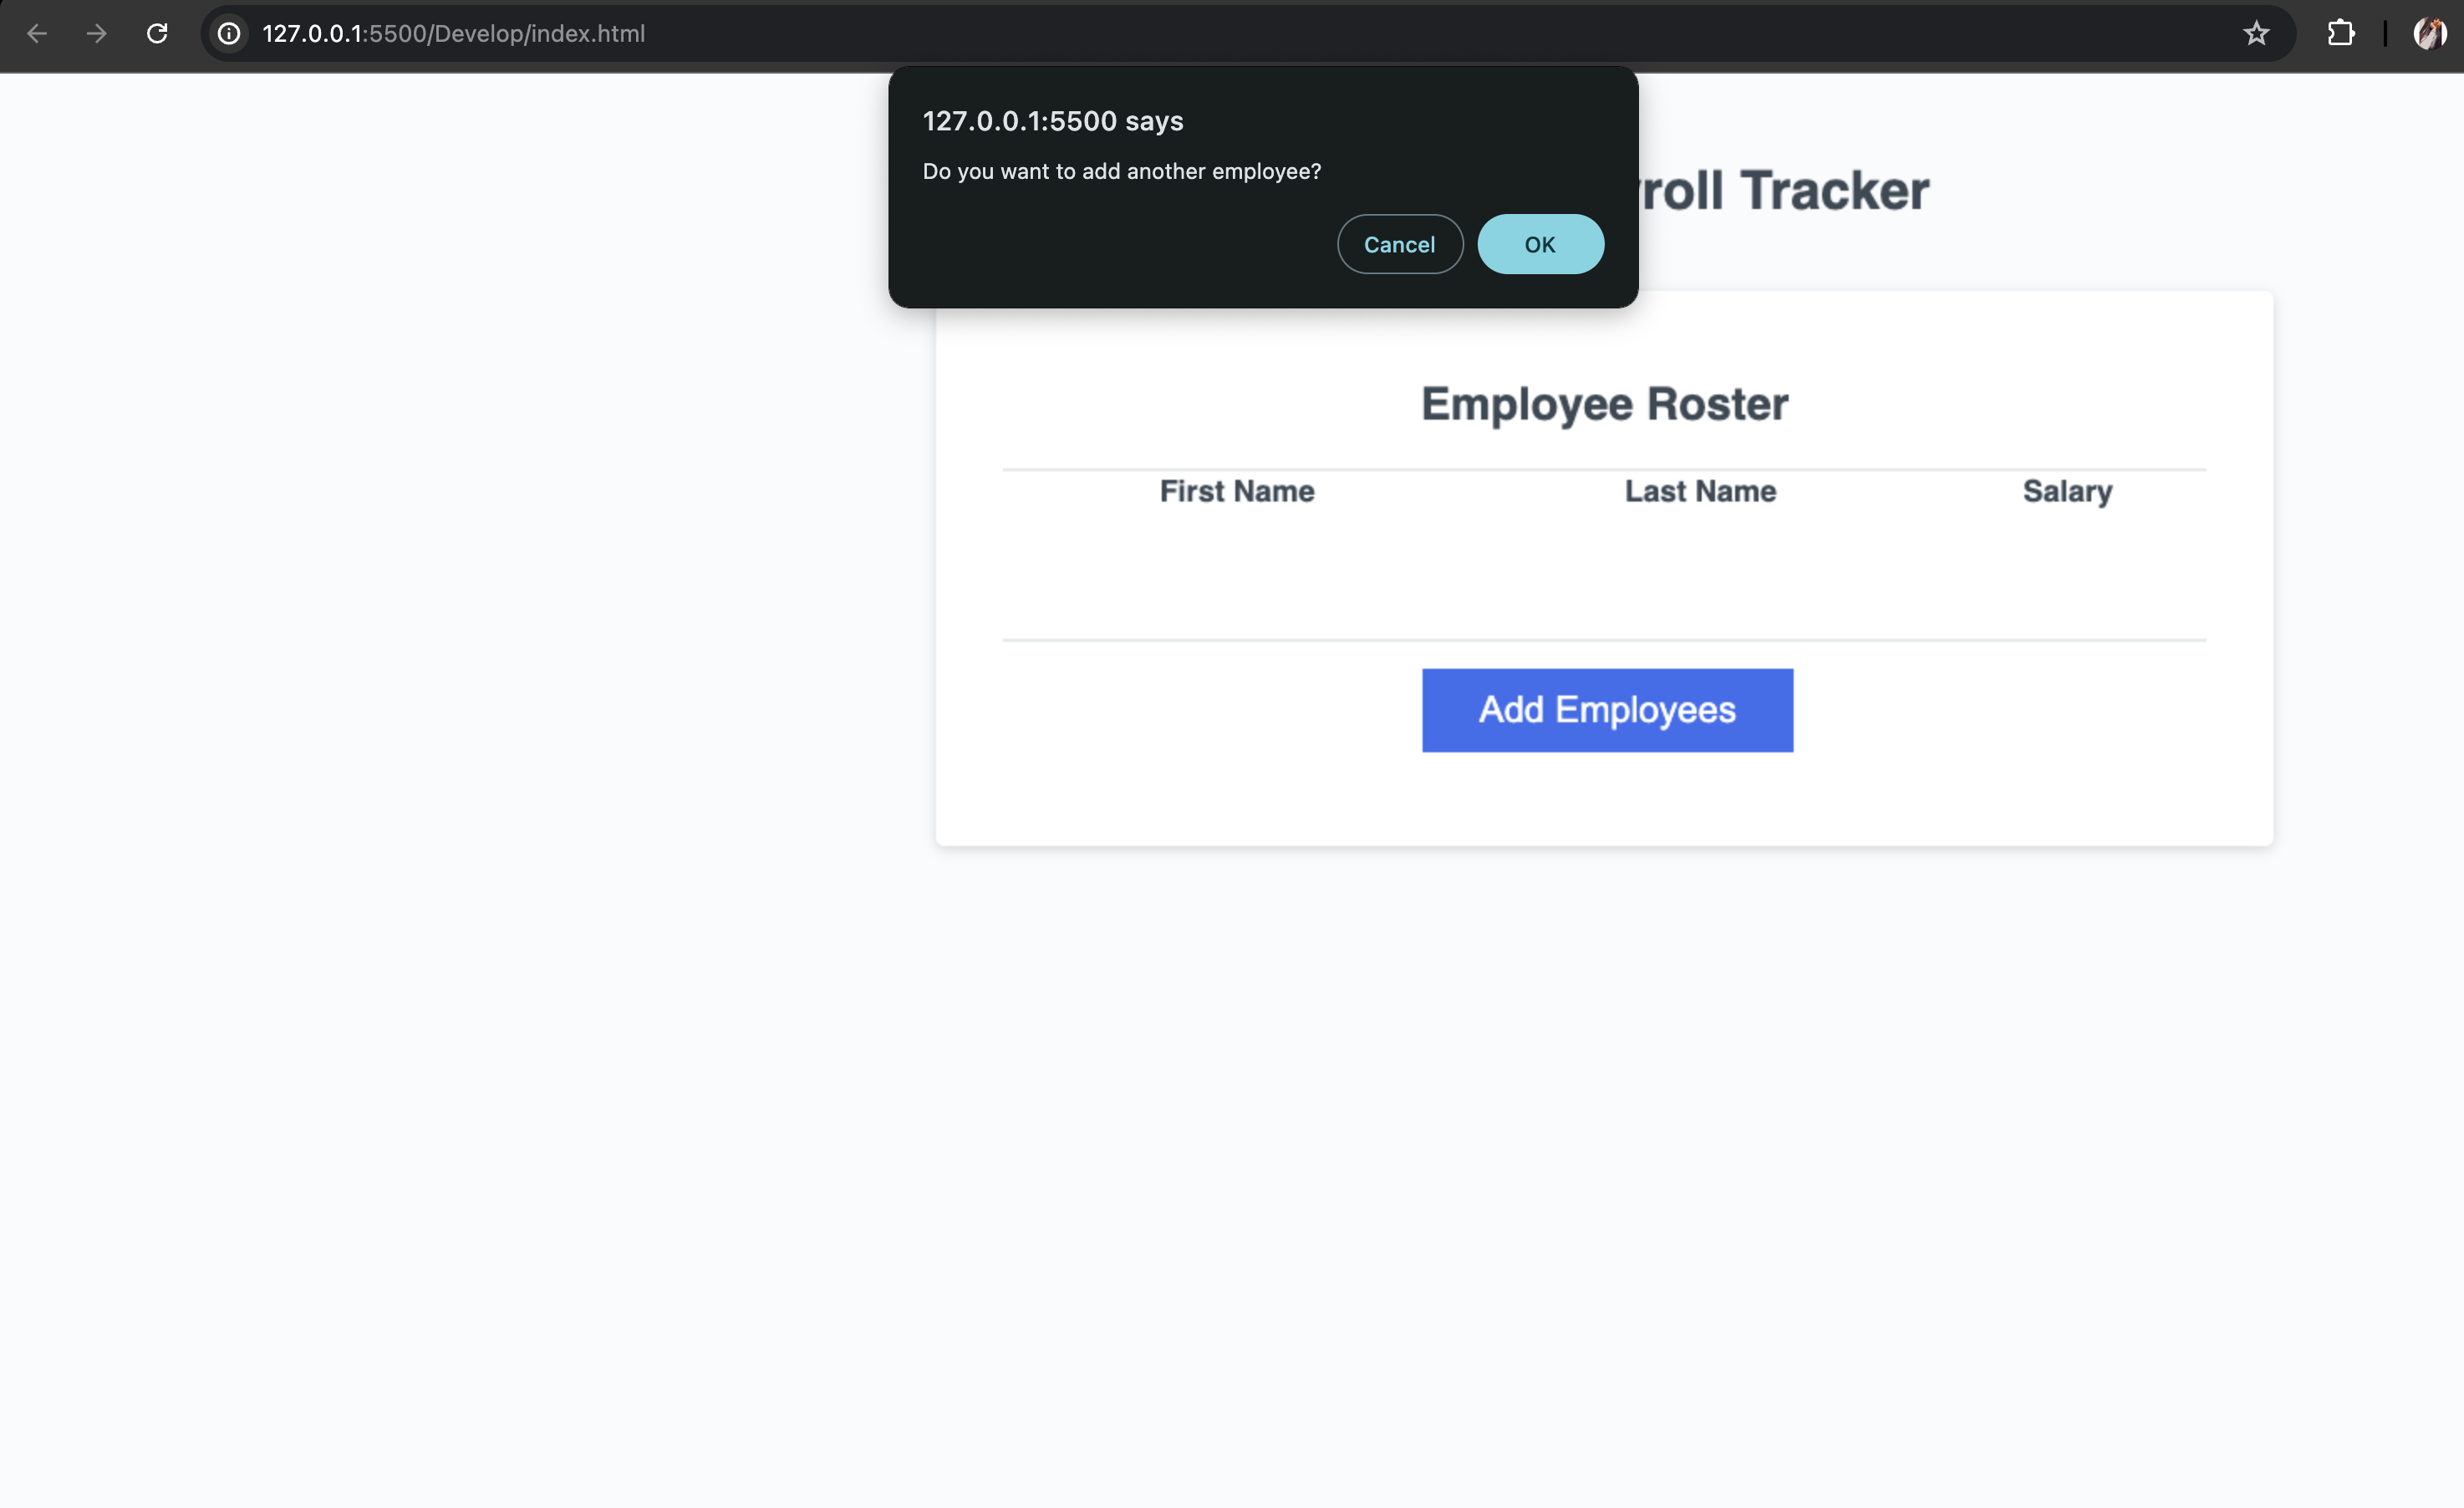 127.0.0.1:5500/Develop/index.html
127.0.0.1:5500 says
Do you want to add another employee?
Cancel OK
roll Tracker
Employee Roster
First Name Last Name Salary
Add Employees